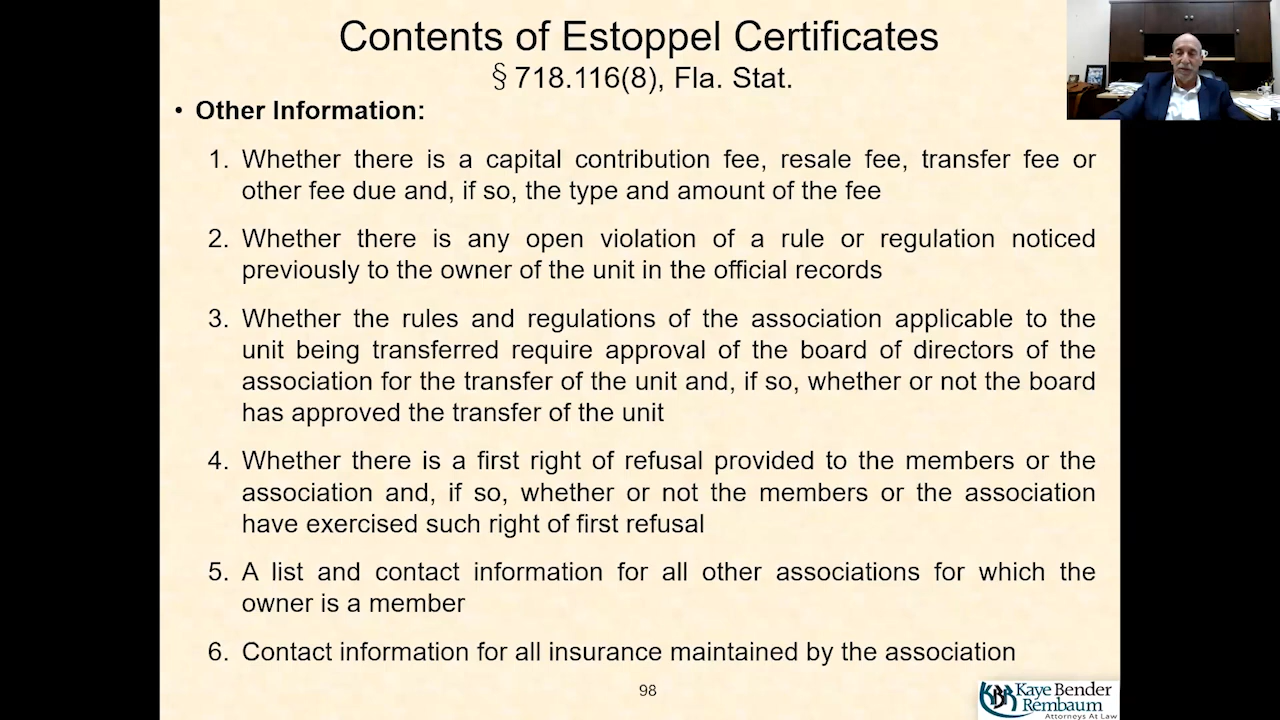 Contents of Estoppel Certificates
§ 718.116(8), Fla. Stat.
• Other Information:
1. Whether there is a capital contribution fee, resale fee, transfer fee or
other fee due and, if so, the type and amount of the fee
2. Whether there is any open violation of a rule or regulation noticed
previously to the owner of the unit in the official records
3. Whether the rules and regulations of the association applicable to the
unit being transferred require approval of the board of directors of the
association for the transfer of the unit and, if so, whether or not the board
has approved the transfer of the unit
4. Whether there is a first right of refusal provided to the members or the
association and, if so, whether or not the members or the association
have exercised such right of first refusal
5. A list and contact information for all other associations for which the
owner is a member
6. Contact information for all insurance maintained by the association
98
KBR Kaye Bender
Rembaum
Attorneys At Law